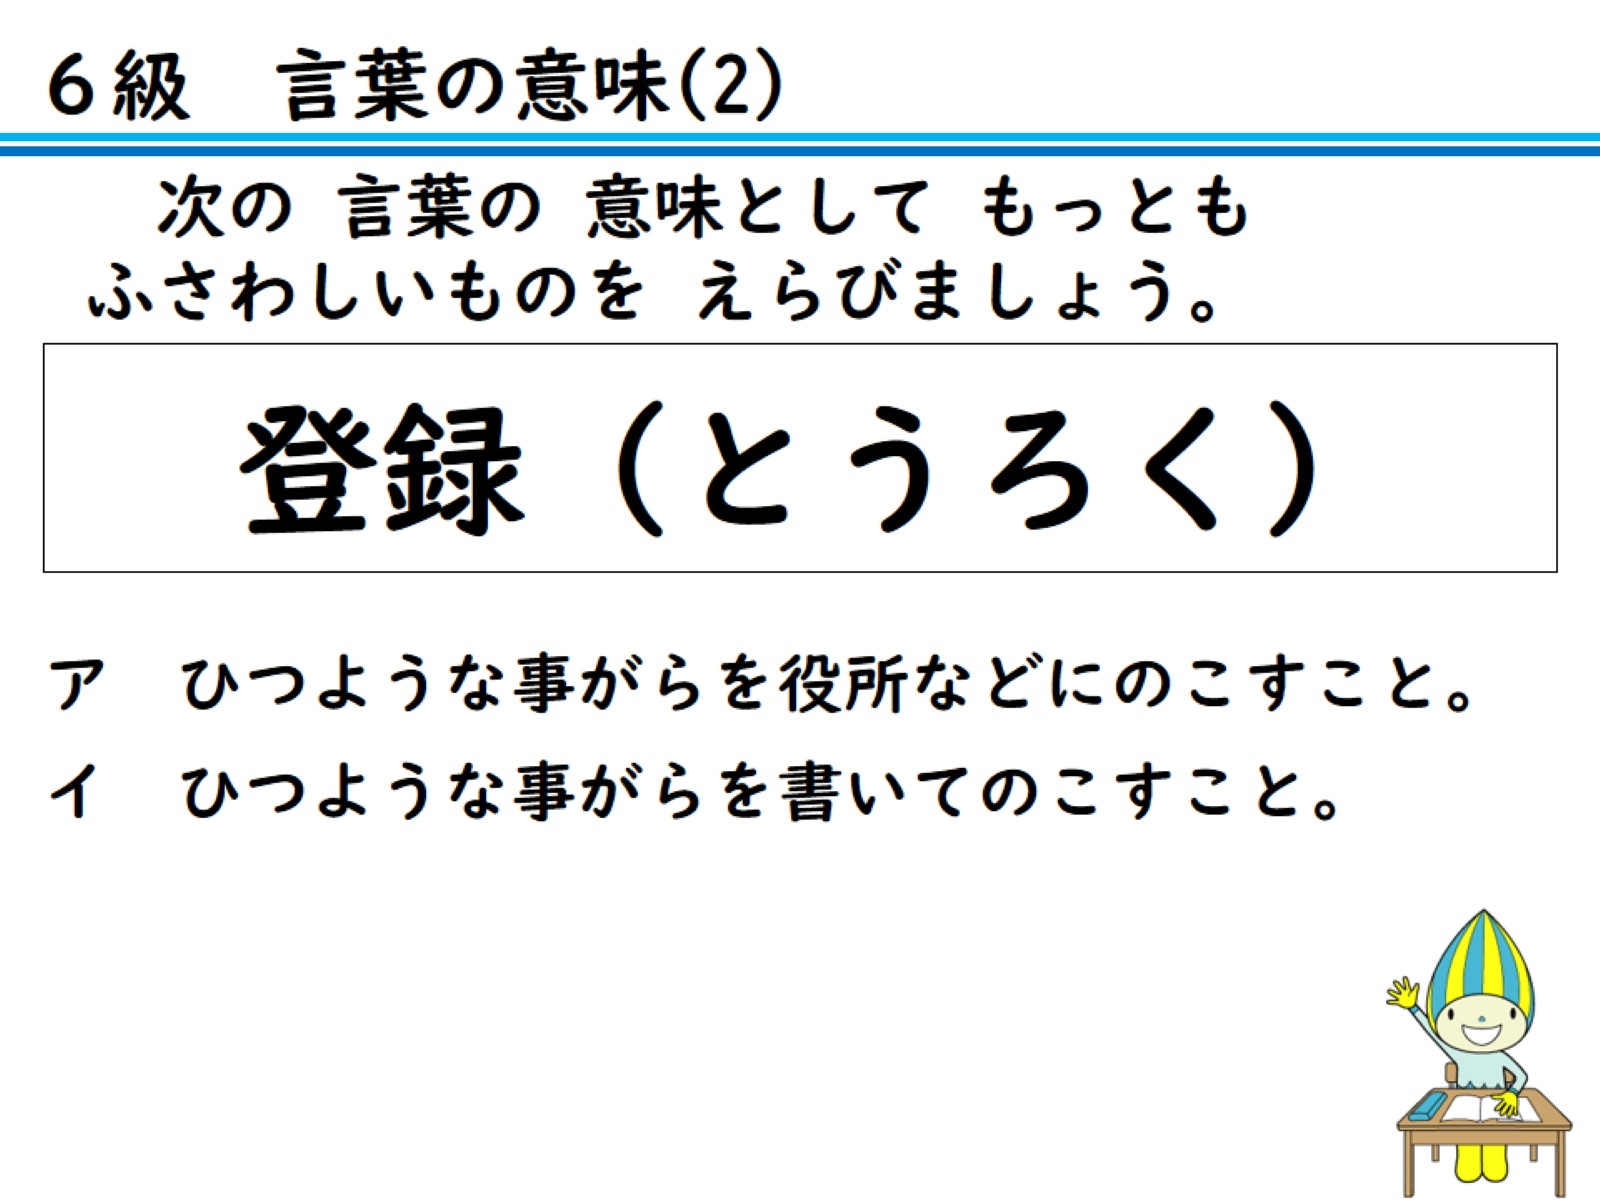 6級　言葉の意味(2)
次の 言葉の 意味として もっとも
ふさわしいものを えらびましょう。
登録（とうろく）
ア　ひつような事がらを役所などにのこすこと。
イ　ひつような事がらを書いてのこすこと。